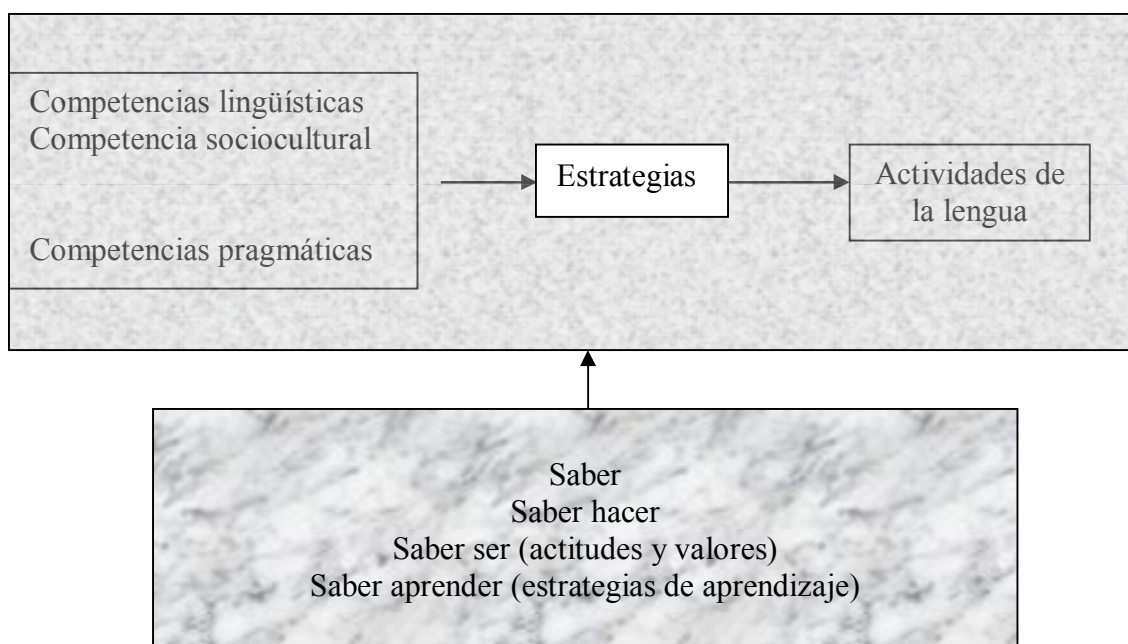 Competencias lingüísticas
Competencia sociocultural
Competencias pragmáticas
Estrategias
Actividades de
la lengua
Saber
Saber hacer
Saber ser (actitudes y valores)
Saber aprender (estrategias de aprendizaje)